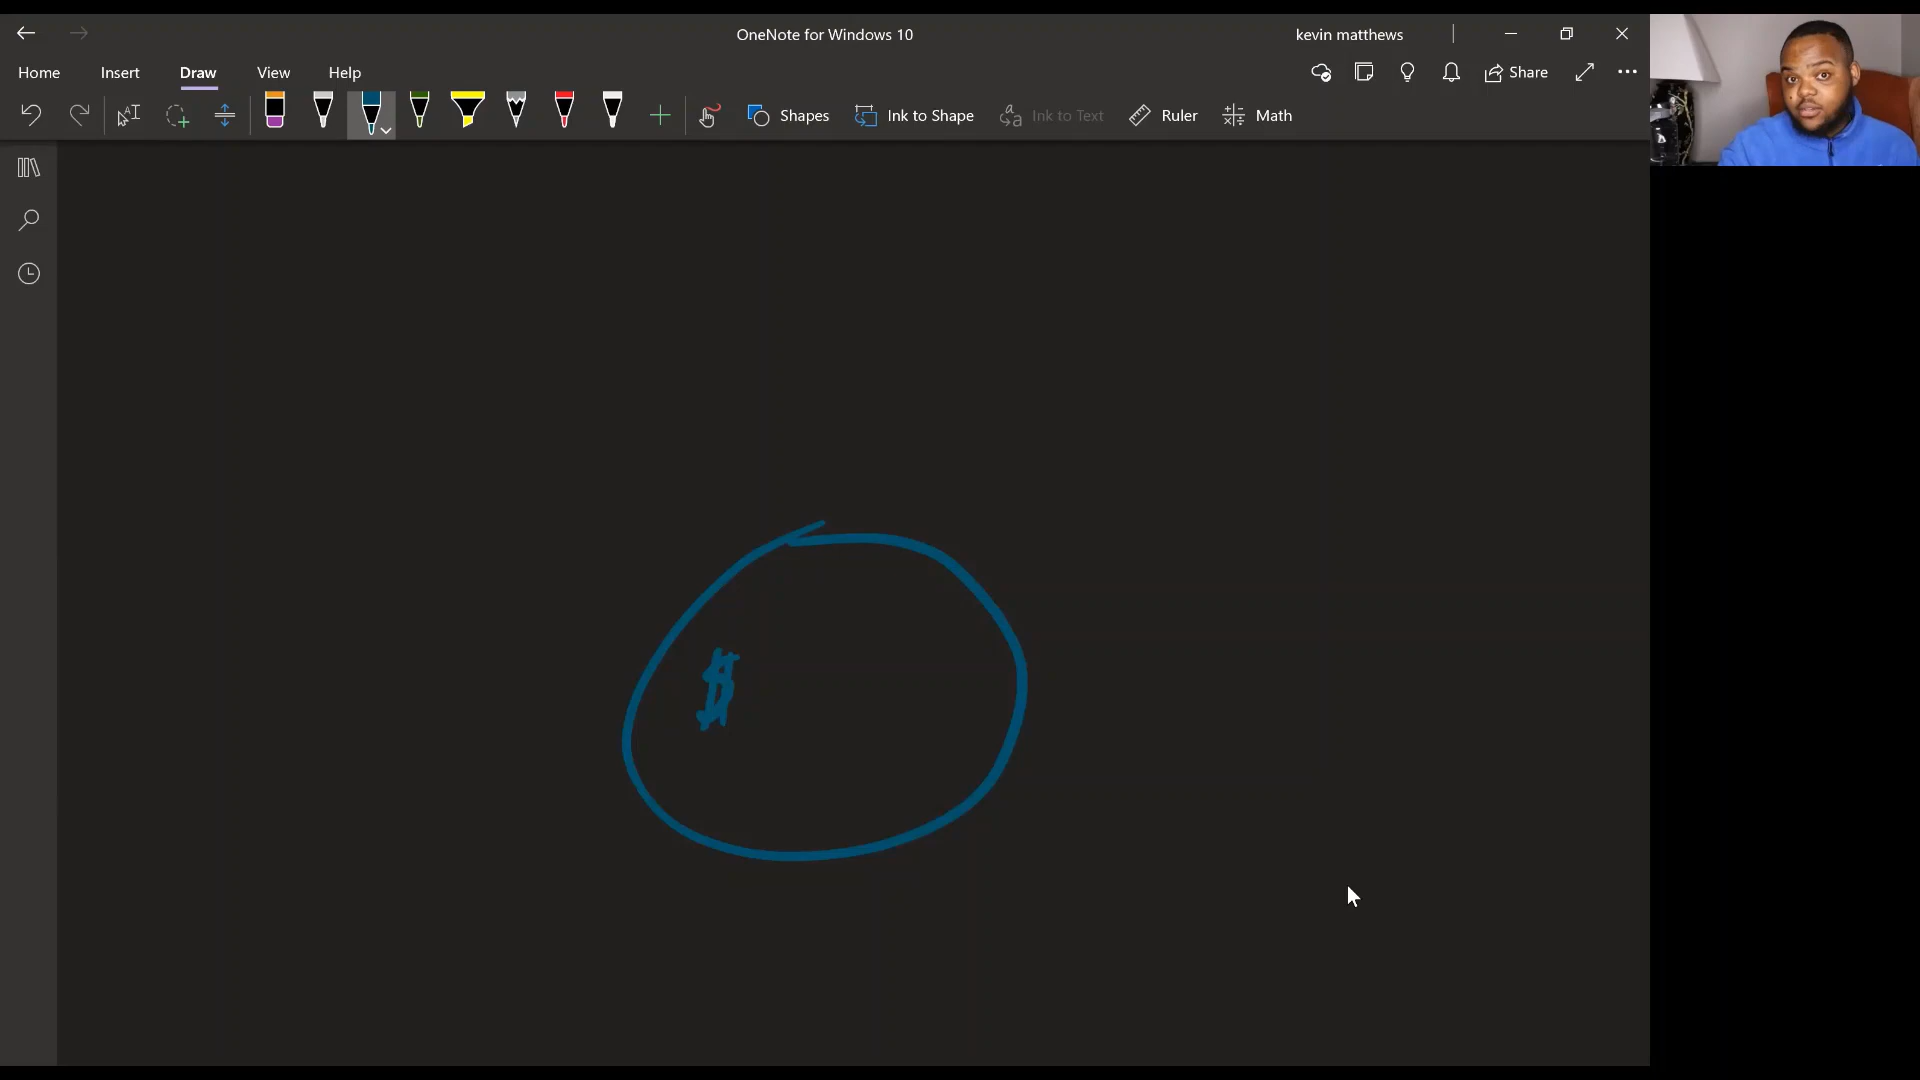 OneNote for Windows 10
kevin matthews
Home Insert Draw View Help
Share
Shapes Ink to Shape Ink to Text Ruler Math
$